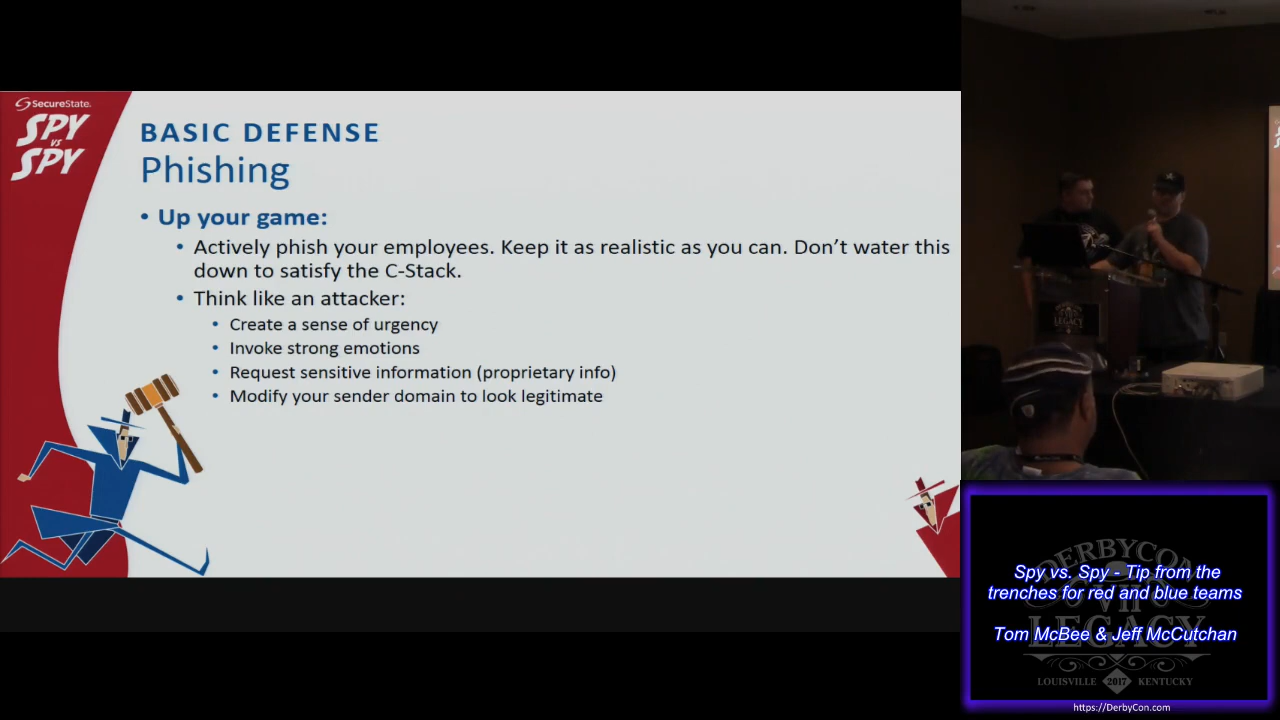 SecureState.
SPY
VS
SPY
BASIC DEFENSE
Phishing
• Up your game:
• Actively phish your employees. Keep it as realistic as you can. Don’t water this
down to satisfy the C-Stack.
• Think like an attacker:
• Create a sense of urgency
• Invoke strong emotions
• Request sensitive information (proprietary info)
• Modify your sender domain to look legitimate
LEGACY
DERBYCON
VII
LEGACY
Spy vs. Spy - Tip from the
trenches for red and blue teams
Tom McBee & Jeff McCutchan
LOUISVILLE 2017 KENTUCKY
https://DerbyCon.com